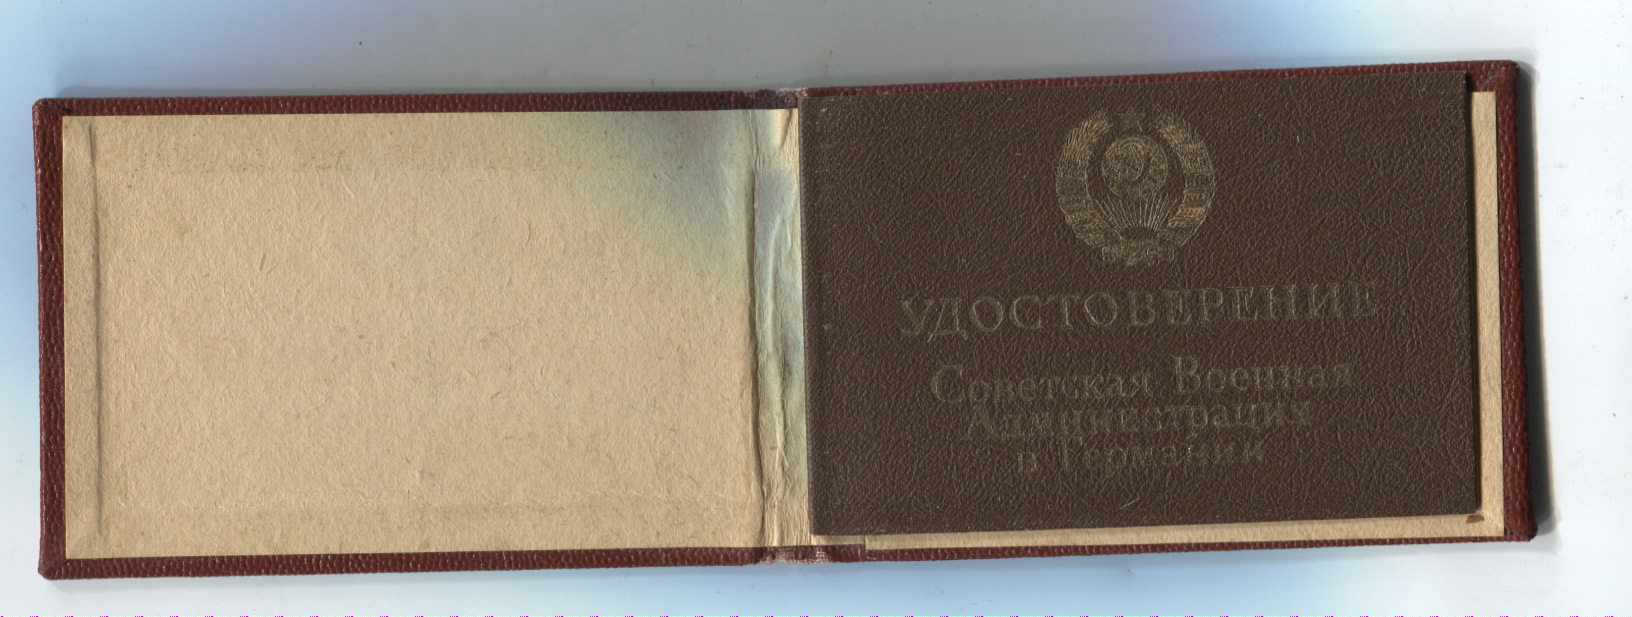 УДОСТОВЕРЕНИЕ
Советская Военная
Администрация
в Германии